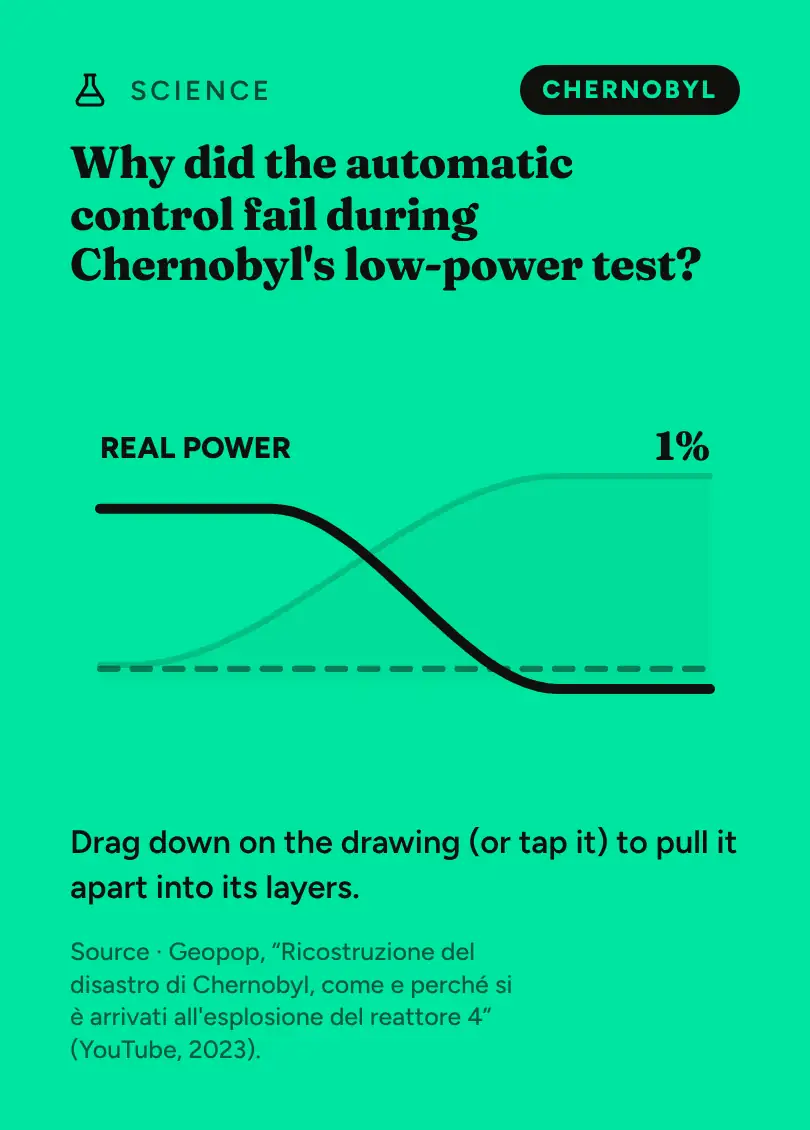 SCIENCE
CHERNOBYL
Why did the automatic
control fail during
Chernobyl's low-power test?
REAL POWER
1%
Drag down on the drawing (or tap it) to pull it
apart into its layers.
Source · Geopop, “Ricostruzione del
disastro di Chernobyl, come e perché si
è arrivati all'esplosione del reattore 4”
(YouTube, 2023).